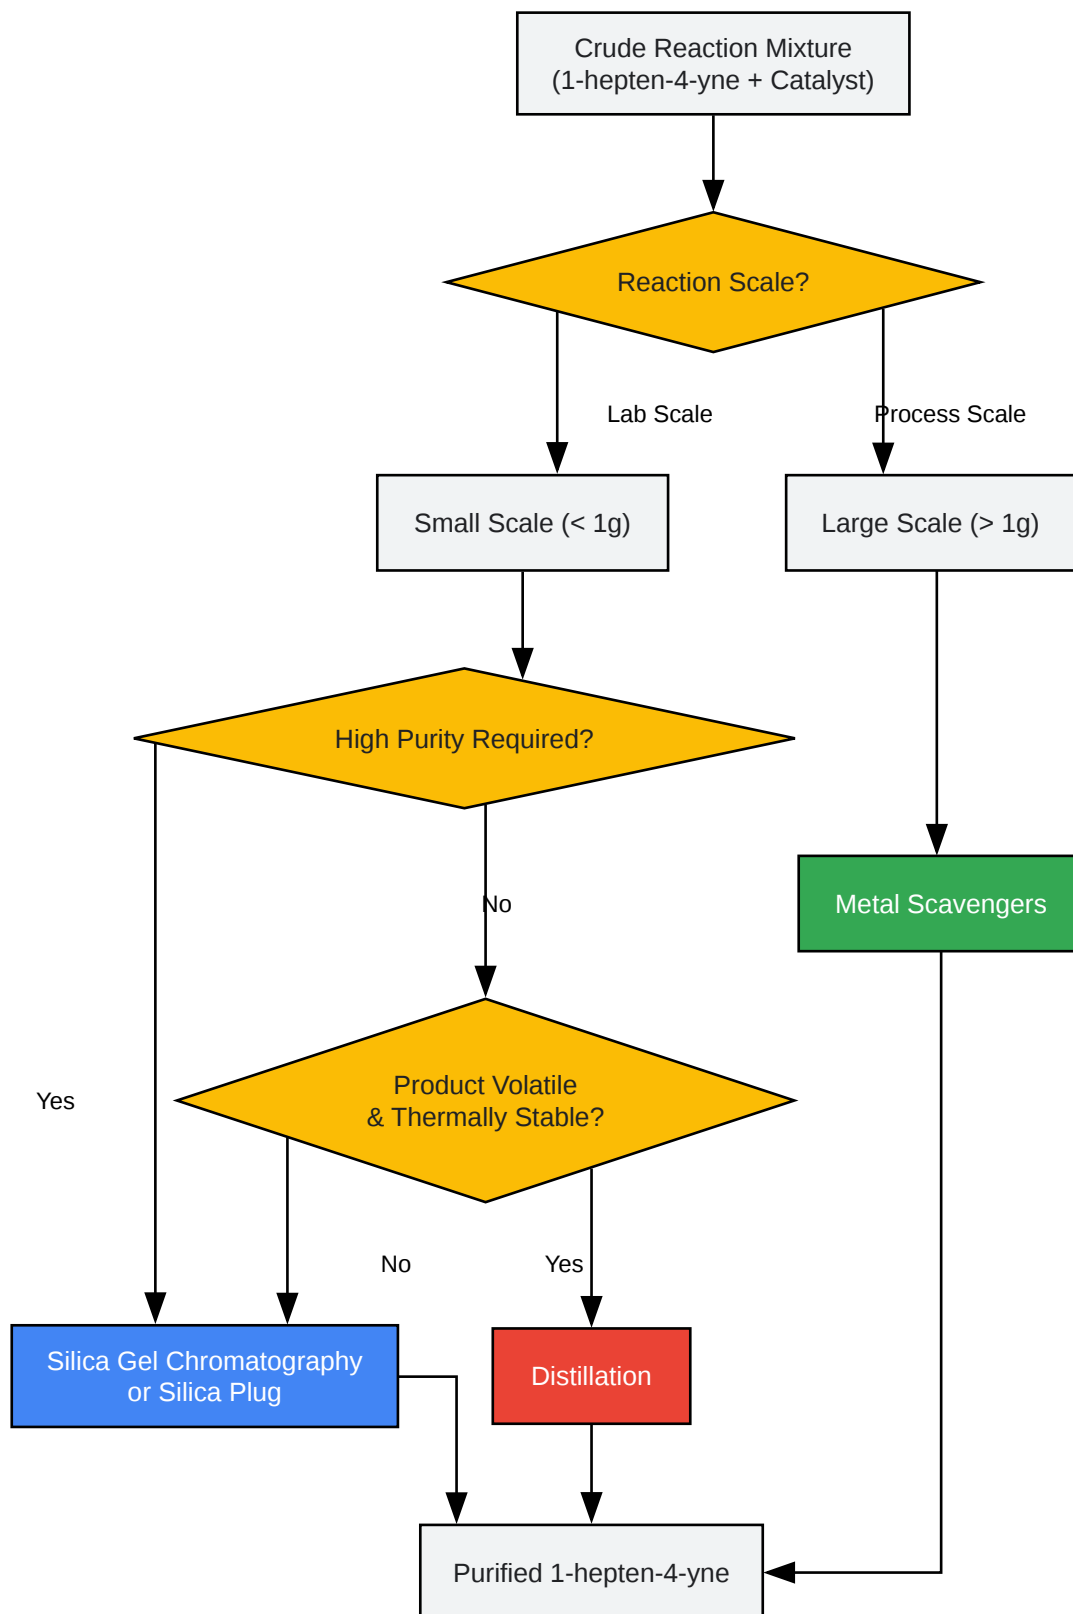 Crude Reaction Mixture
(1-hepten-4-yne + Catalyst)
Reaction Scale?
Lab Scale
Process Scale
Small Scale (< 1g)
Large Scale (> 1g)
High Purity Required?
No
Metal Scavengers
Product Volatile
& Thermally Stable?
Yes
No
Yes
Silica Gel Chromatography
or Silica Plug
Distillation
Purified 1-hepten-4-yne